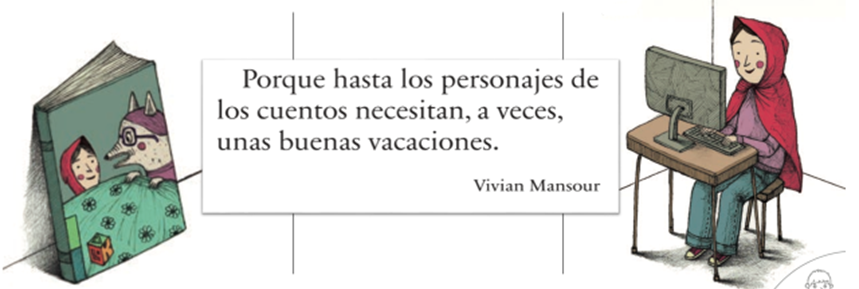 Porque hasta los personajes de
los cuentos necesitan, a veces,
unas buenas vacaciones.
Vivian Mansour